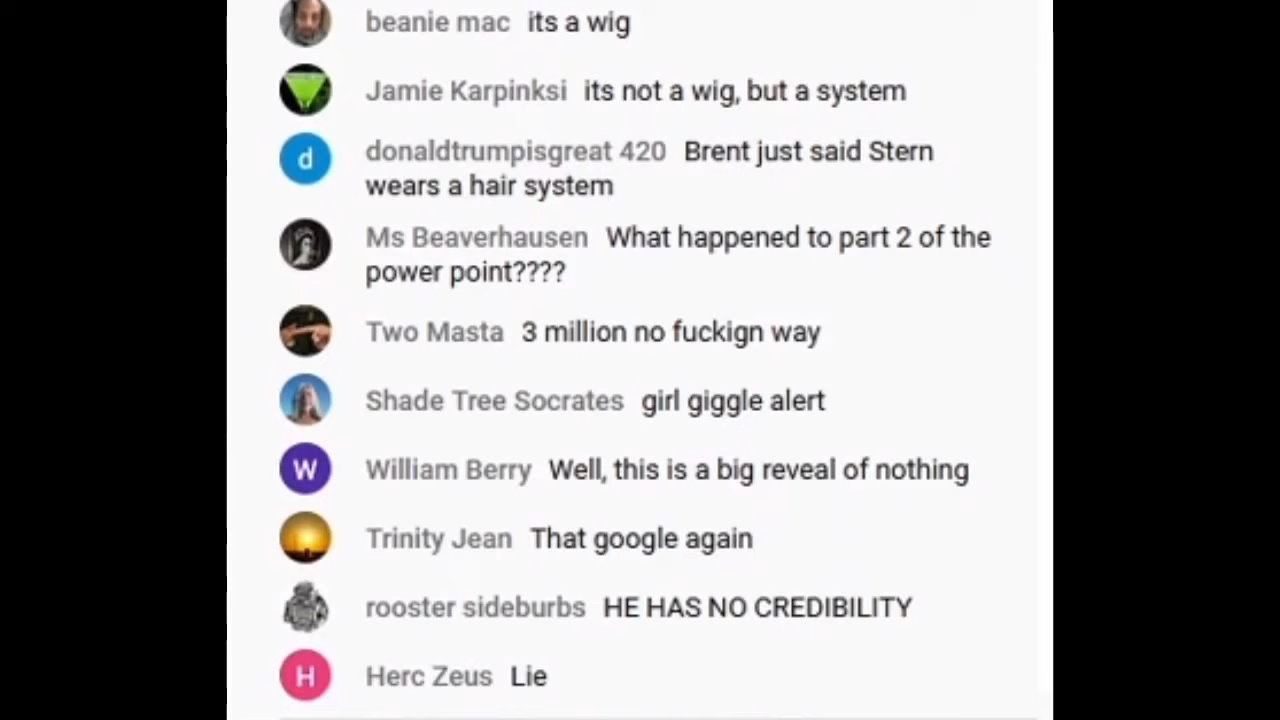 beanie mac its a wig
Jamie Karpinksi its not a wig, but a system
d donaldtrumpisgreat 420 Brent just said Stern
wears a hair system
Ms Beaverhausen What happened to part 2 of the
power point????
Two Masta 3 million no fuckign way
Shade Tree Socrates girl giggle alert
W William Berry Well, this is a big reveal of nothing
Trinity Jean That google again
rooster sideburbs HE HAS NO CREDIBILITY
H Herc Zeus Lie